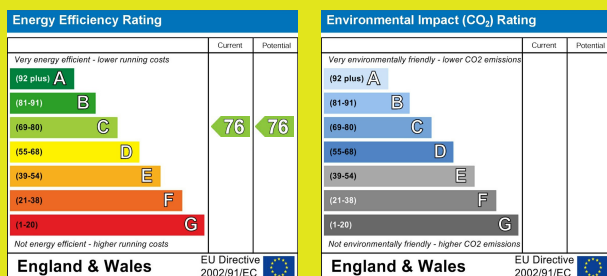 Energy Efficiency Rating
Current Potential
Very energy efficient - lower running costs
(92 plus) A
(81-91) B
(69-80) C 76 76
(55-68) D
(39-54) E
(21-38) F
(1-20) G
Not energy efficient - higher running costs
England & Wales
EU Directive
2002/91/EC
Environmental Impact (CO₂) Rating
Current Potential
Very environmentally friendly - lower CO2 emissions
(92 plus) A
(81-91) B
(69-80) C
(55-68) D
(39-54) E
(21-38) F
(1-20) G
Not environmentally friendly - higher CO2 emissions
England & Wales
EU Directive
2002/91/EC